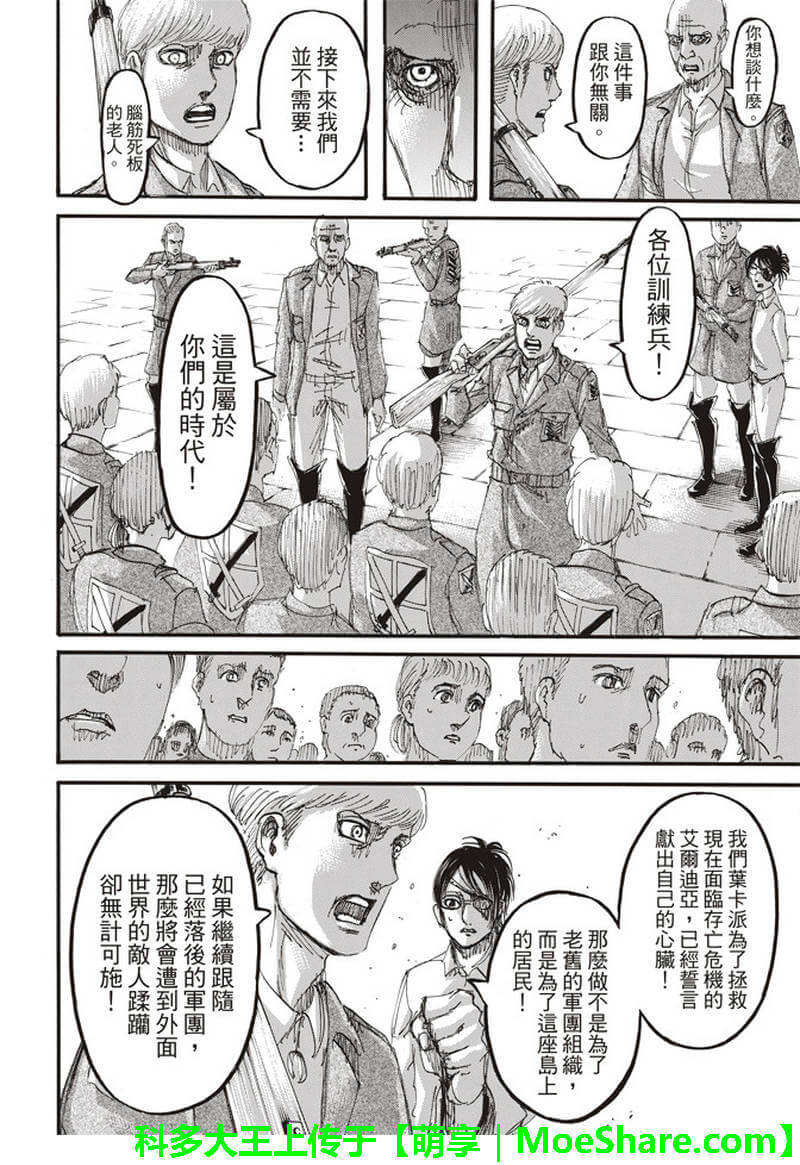 你想談什麼。
這件事
跟你無關。
接下來我們
並不需要…
腦筋死板
的老人。
各位訓練兵！
這是屬於
你們的時代！
我們葉卡派為了拯救
現在面臨存亡危機的
艾爾迪亞，已經誓言
獻出自己的心臟！
那麼做不是為了
老舊的軍團組織，
而是為了這座島上
的居民！
如果繼續跟隨
已經落後的軍團，
那麼將會遭到外面
世界的敵人蹂躪
卻無計可施！
科多大王上传于【萌享】|MoeShare.com】